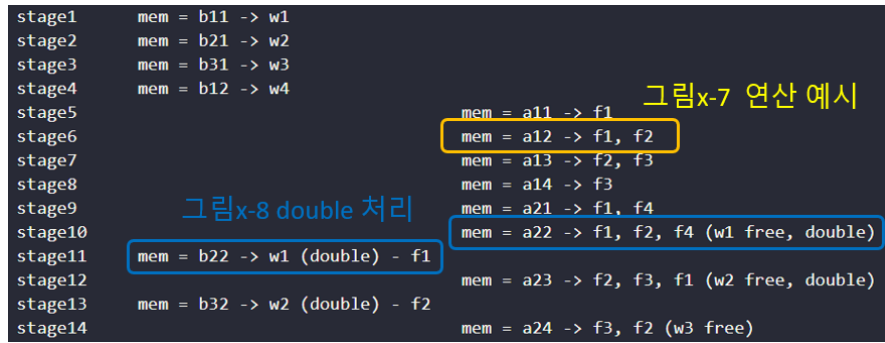 stage1 mem = b11 -> w1
stage2 mem = b21 -> w2
stage3 mem = b31 -> w3
stage4 mem = b12 -> w4
그림x-7 연산 예시
stage5 mem = a11 -> f1
stage6 mem = a12 -> f1, f2
stage7 mem = a13 -> f2, f3
stage8 mem = a14 -> f3
그림x-8 double 처리
stage9 mem = a21 -> f1, f4
stage10 mem = a22 -> f1, f2, f4 (w1 free, double)
stage11 mem = b22 -> w1 (double) - f1
stage12 mem = a23 -> f2, f3, f1 (w2 free, double)
stage13 mem = b32 -> w2 (double) - f2
stage14 mem = a24 -> f3, f2 (w3 free)